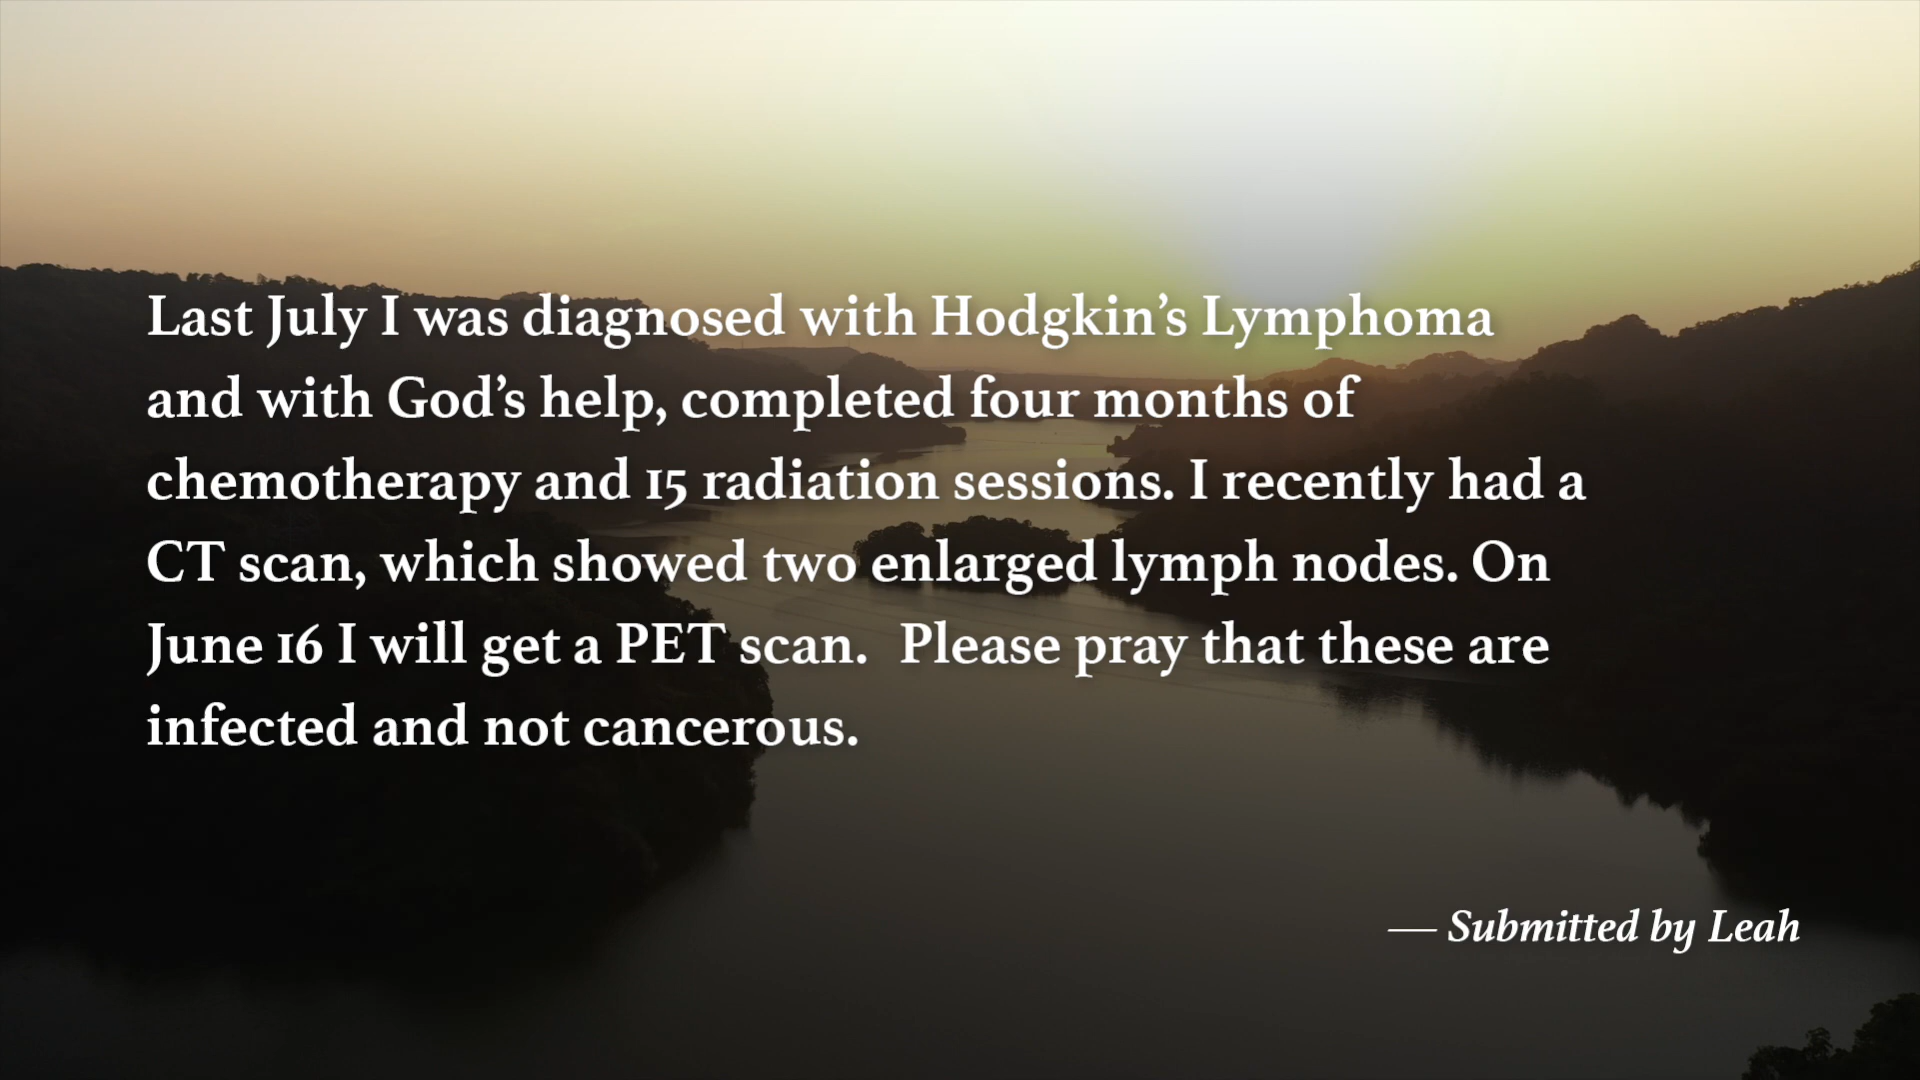 Last July I was diagnosed with Hodgkin’s Lymphoma
and with God’s help, completed four months of
chemotherapy and 15 radiation sessions. I recently had a
CT scan, which showed two enlarged lymph nodes. On
June 16 I will get a PET scan.  Please pray that these are
infected and not cancerous.
— Submitted by Leah